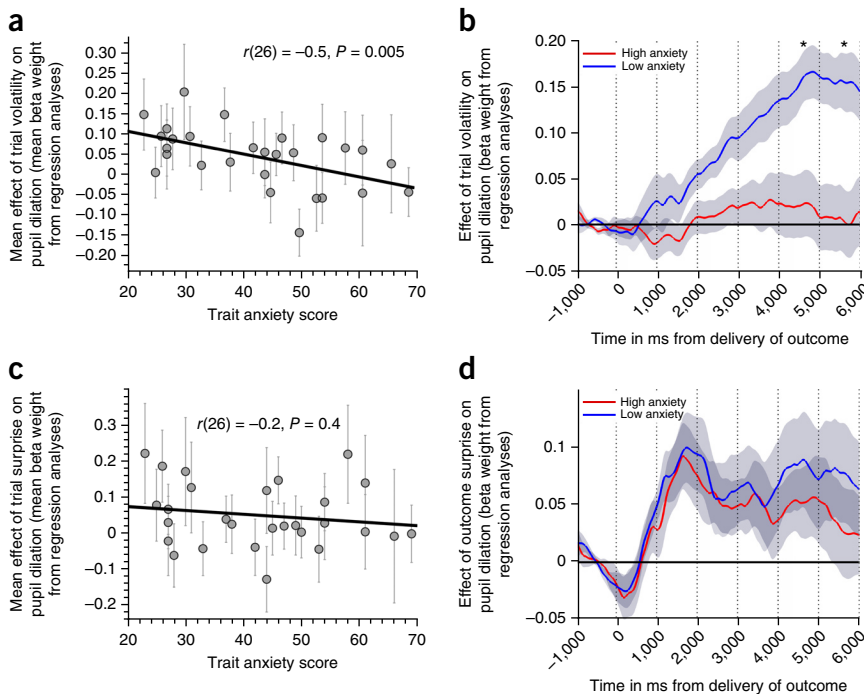 a
r(26) = –0.5, P = 0.005
Mean effect of trial volatility on
pupil dilation (mean beta weight
from regression analyses)
0.30
0.25
0.20
0.15
0.10
0.05
0
–0.05
–0.10
–0.15
–0.20
20 30 40 50 60 70
Trait anxiety score
b
High anxiety
Low anxiety
* *
Effect of trial volatility on
pupil dilation (beta weight from
regression analyses)
0.20
0.15
0.10
0.05
0
–0.05
–1,000 0 1,000 2,000 3,000 4,000 5,000 6,000
Time in ms from delivery of outcome
c
r(26) = –0.2, P = 0.4
Mean effect of trial surprise on
pupil dilation (mean beta weight
from regression analyses)
0.3
0.2
0.1
0
–0.1
–0.2
20 30 40 50 60 70
Trait anxiety score
d
High anxiety
Low anxiety
Effect of outcome surprise on
pupil dilation (beta weight from
regression analyses)
0.1
0.05
0
–0.05
–1,000 0 1,000 2,000 3,000 4,000 5,000 6,000
Time in ms from delivery of outcome